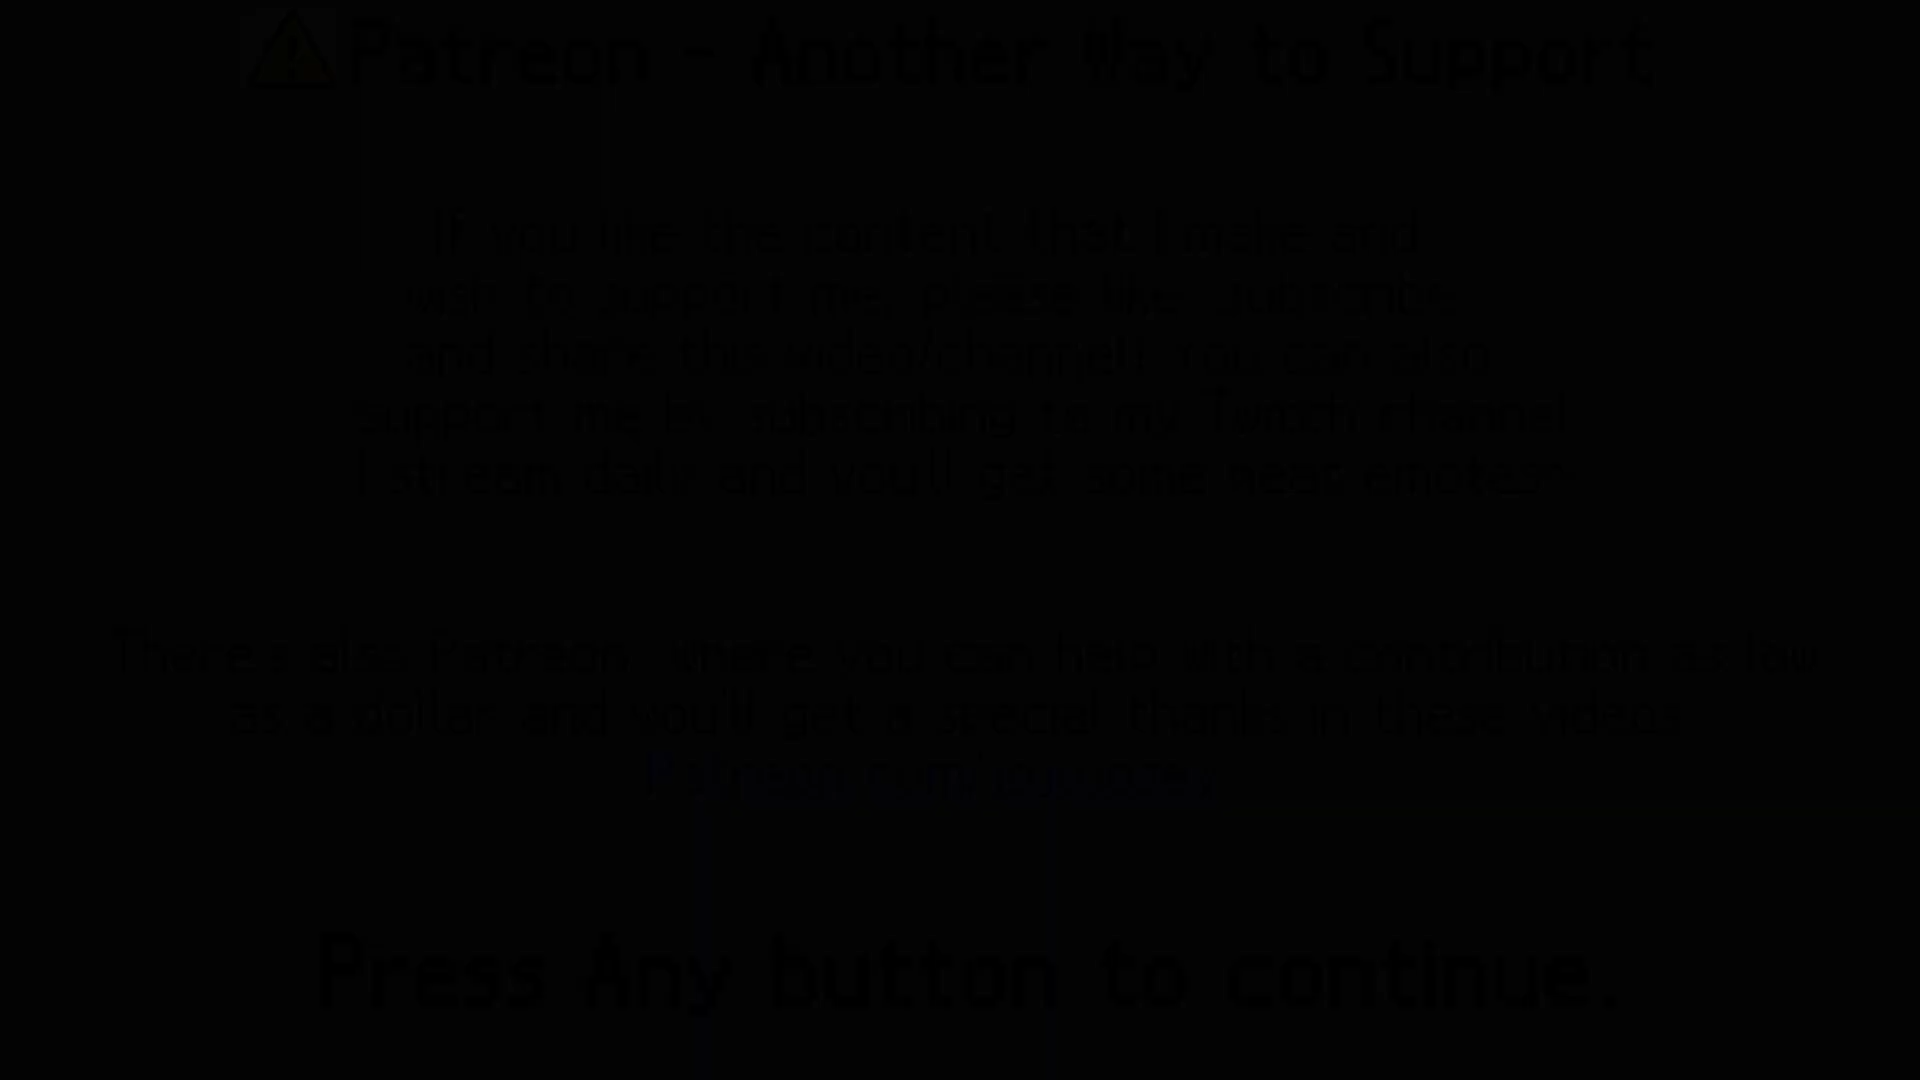 Patreon - Another Way to Support
If you like the content that I make and
wish to support me, please like, subscribe
and share this video/channel! You can also
support me by subscribing to my Twitch channel
I stream daily and you'll get some neat emotes~
There's also Patreon, where you can help with a contribution as low
as a dollar and you'll get a special thanks in these videos
Press Any button to continue.